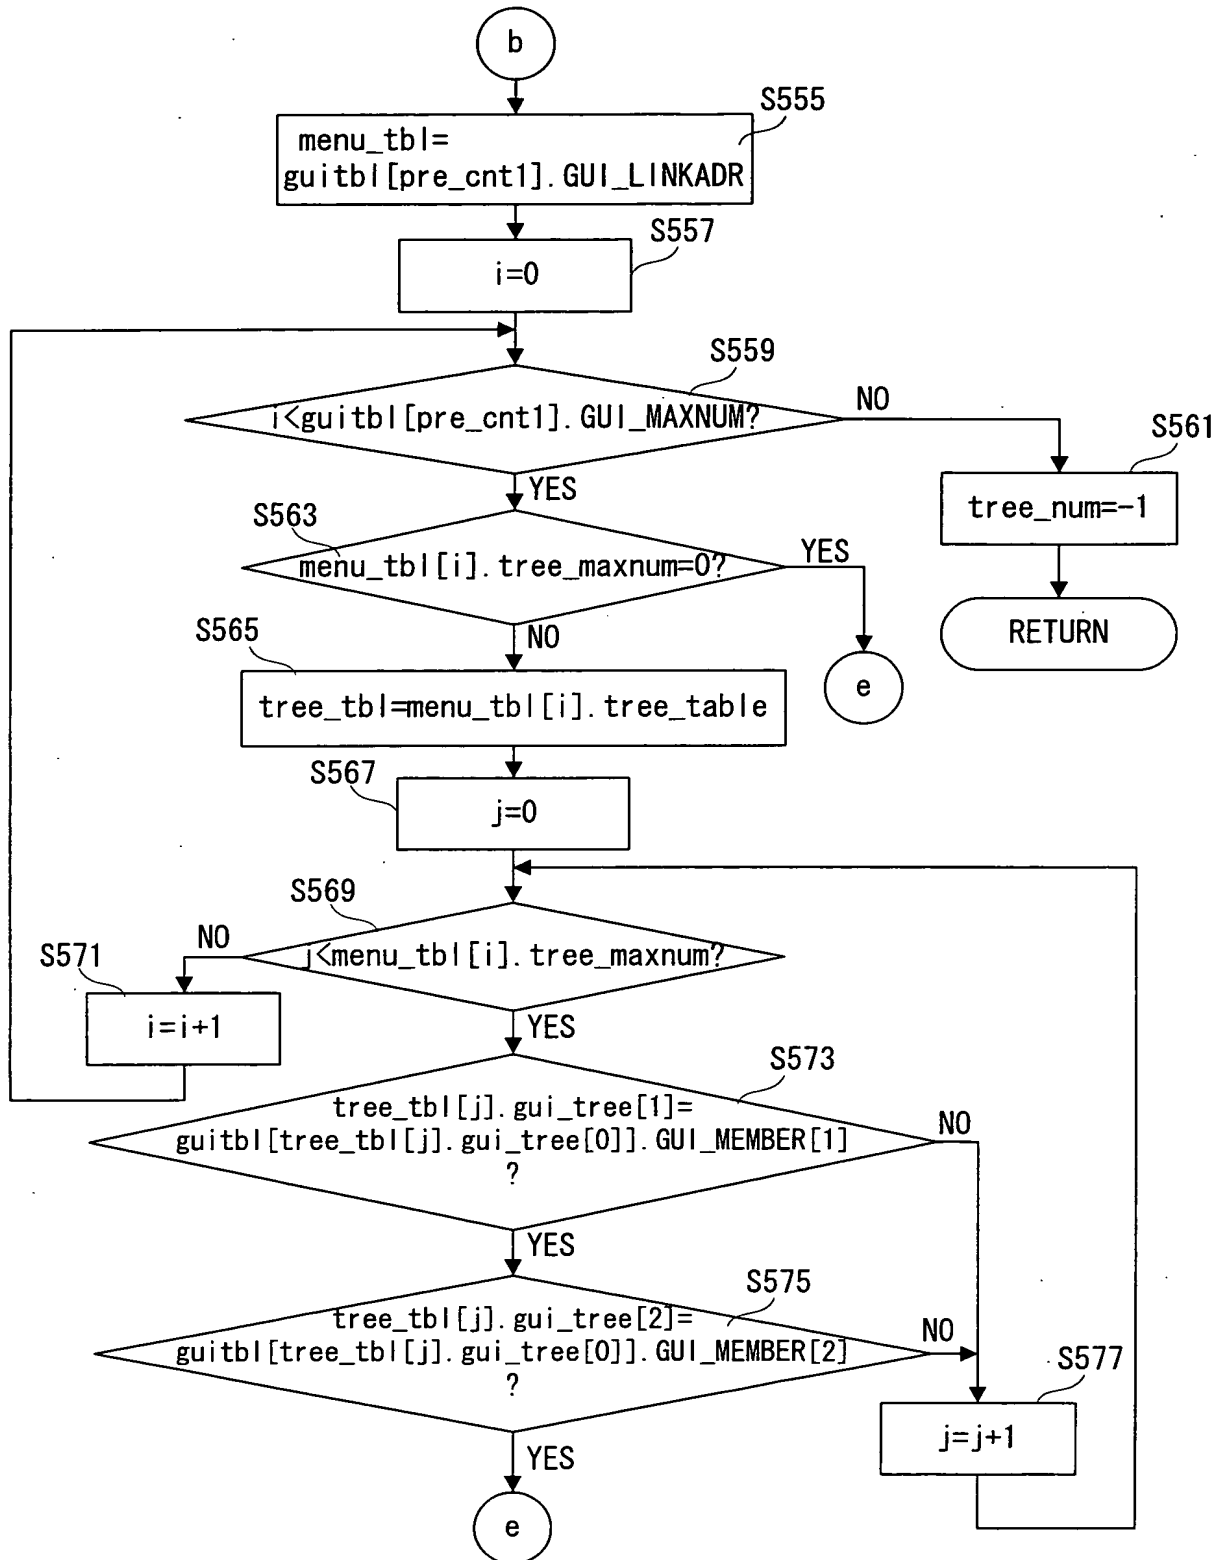 b
S555
menu_tbl=
guitbl[pre_cnt1].GUI_LINKADR
S557
i=0
S559
i<guitbl[pre_cnt1].GUI_MAXNUM?
NO
YES
S561
tree_num=-1
RETURN
S563
menu_tbl[i].tree_maxnum=0?
YES
e
NO
S565
tree_tbl=menu_tbl[i].tree_table
S567
j=0
S569
j<menu_tbl[i].tree_maxnum?
NO
S571
i=i+1
YES
S573
tree_tbl[j].gui_tree[1]=
guitbl[tree_tbl[j].gui_tree[0]].GUI_MEMBER[1]
?
NO
YES
S575
tree_tbl[j].gui_tree[2]=
guitbl[tree_tbl[j].gui_tree[0]].GUI_MEMBER[2]
?
NO
S577
j=j+1
YES
e